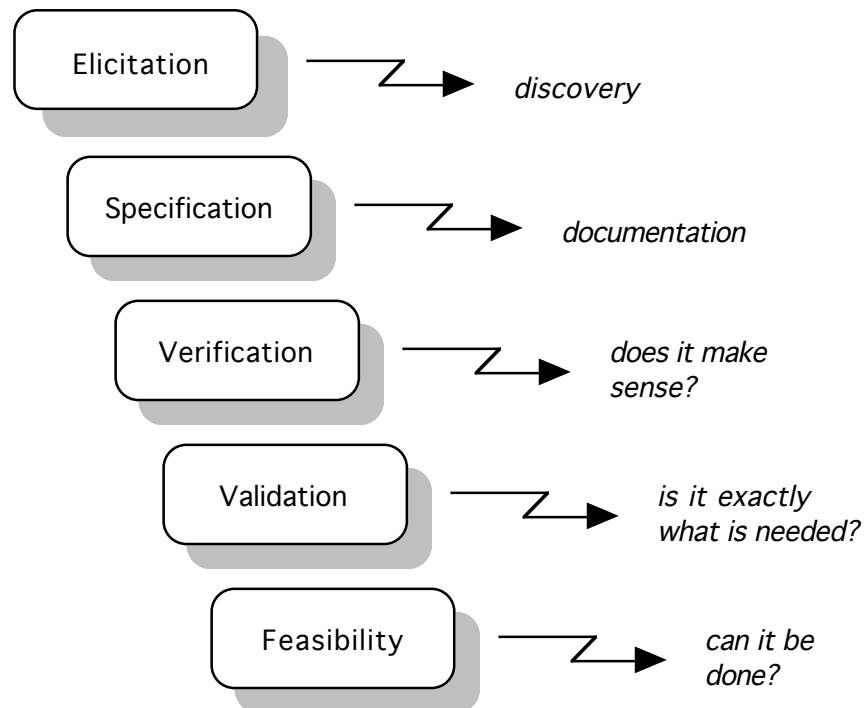 Elicitation
discovery
Specification
documentation
Verification
does it make
sense?
Validation
is it exactly
what is needed?
Feasibility
can it be
done?